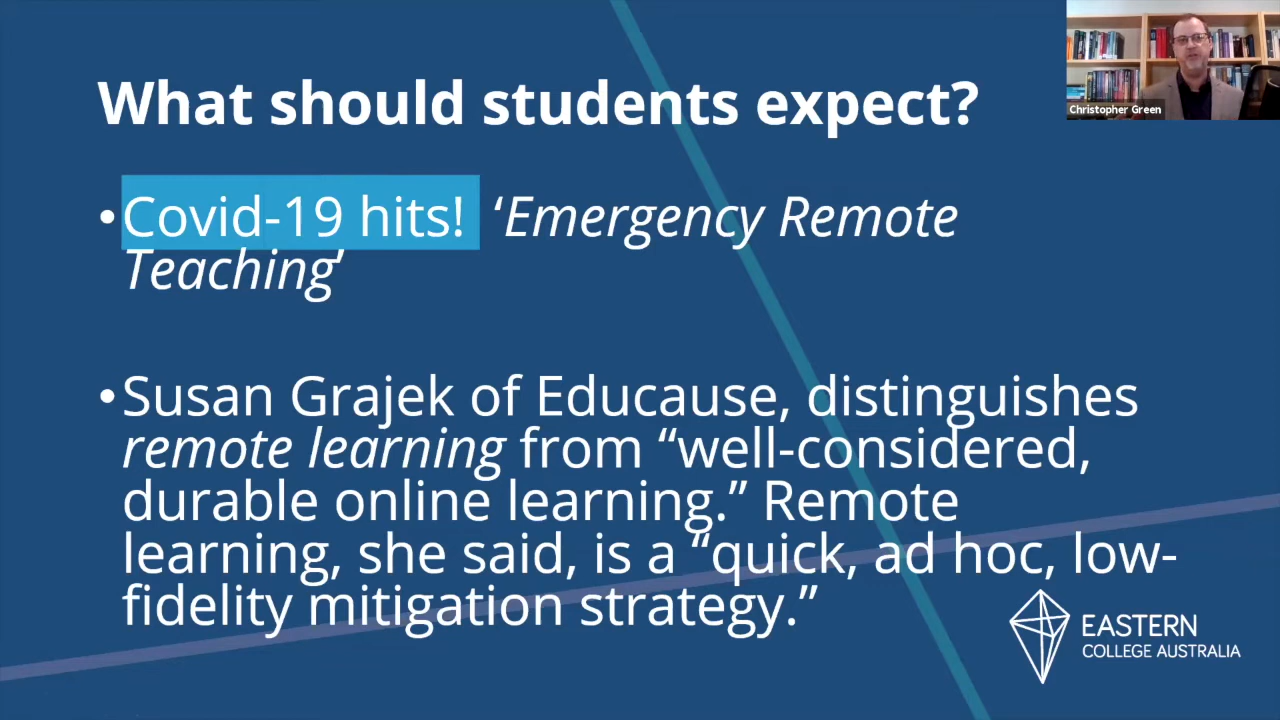 What should students expect?
Christopher Green
•Covid-19 hits! ‘Emergency Remote
Teaching’
•Susan Grajek of Educause, distinguishes
remote learning from “well-considered,
durable online learning.” Remote
learning, she said, is a “quick, ad hoc, low-
fidelity mitigation strategy.”
EASTERN
COLLEGE AUSTRALIA